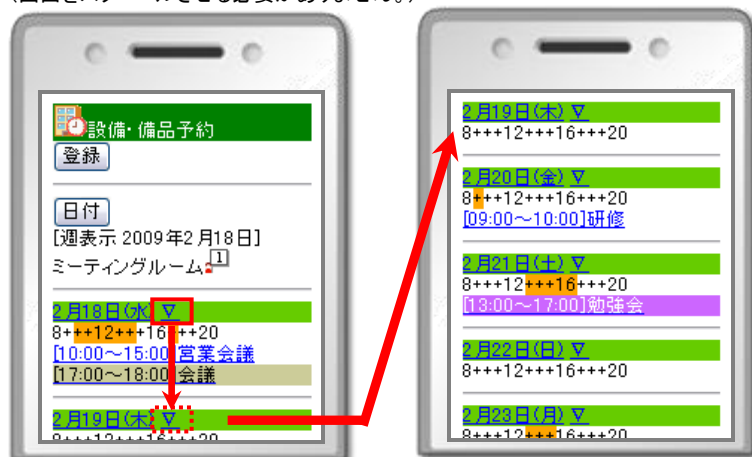 設備・備品予約
登録
日付
[週表示 2009年2月18日]
ミーティングルーム 1
2月18日(水) ▽
8+++12+++16+++20
[10:00～15:00]営業会議
[17:00～18:00]会議
2月19日(木) ▽
8+++12+++16+++20
2月19日(木) ▽
8+++12+++16+++20
2月20日(金) ▽
8+++12+++16+++20
[09:00～10:00]研修
2月21日(土) ▽
8+++12+++16+++20
[13:00～17:00]勉強会
2月22日(日) ▽
8+++12+++16+++20
2月23日(月) ▽
8+++12+++16+++20